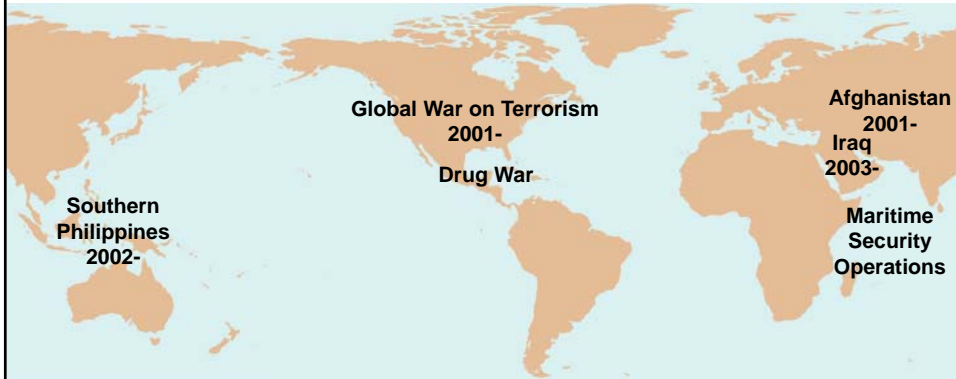 Global War on Terrorism
2001-
Drug War
Southern
Philippines
2002-
Afghanistan
2001-
Iraq
2003-
Maritime
Security
Operations